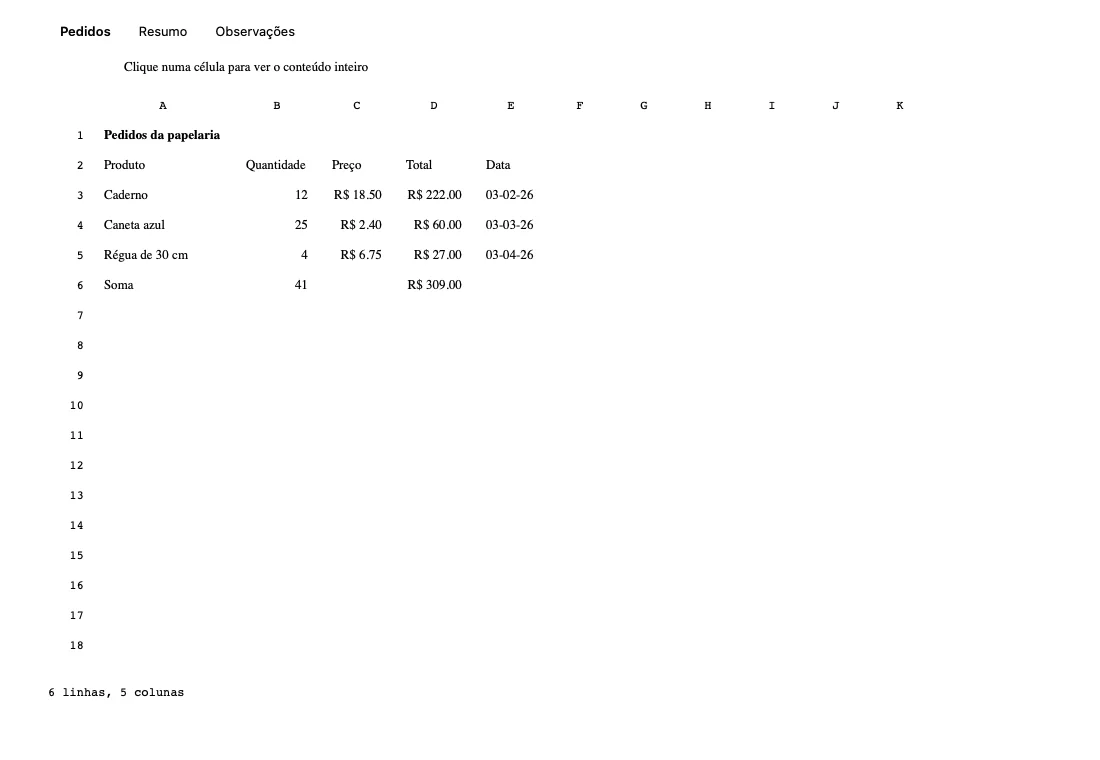 Pedidos Resumo Observações
Clique numa célula para ver o conteúdo inteiro
A B C D E F G H I J K
1 Pedidos da papelaria
2 Produto Quantidade Preço Total Data
3 Caderno 12 R$ 18.50 R$ 222.00 03-02-26
4 Caneta azul 25 R$ 2.40 R$ 60.00 03-03-26
5 Régua de 30 cm 4 R$ 6.75 R$ 27.00 03-04-26
6 Soma 41 R$ 309.00
7
8
9
10
11
12
13
14
15
16
17
18
6 linhas, 5 colunas